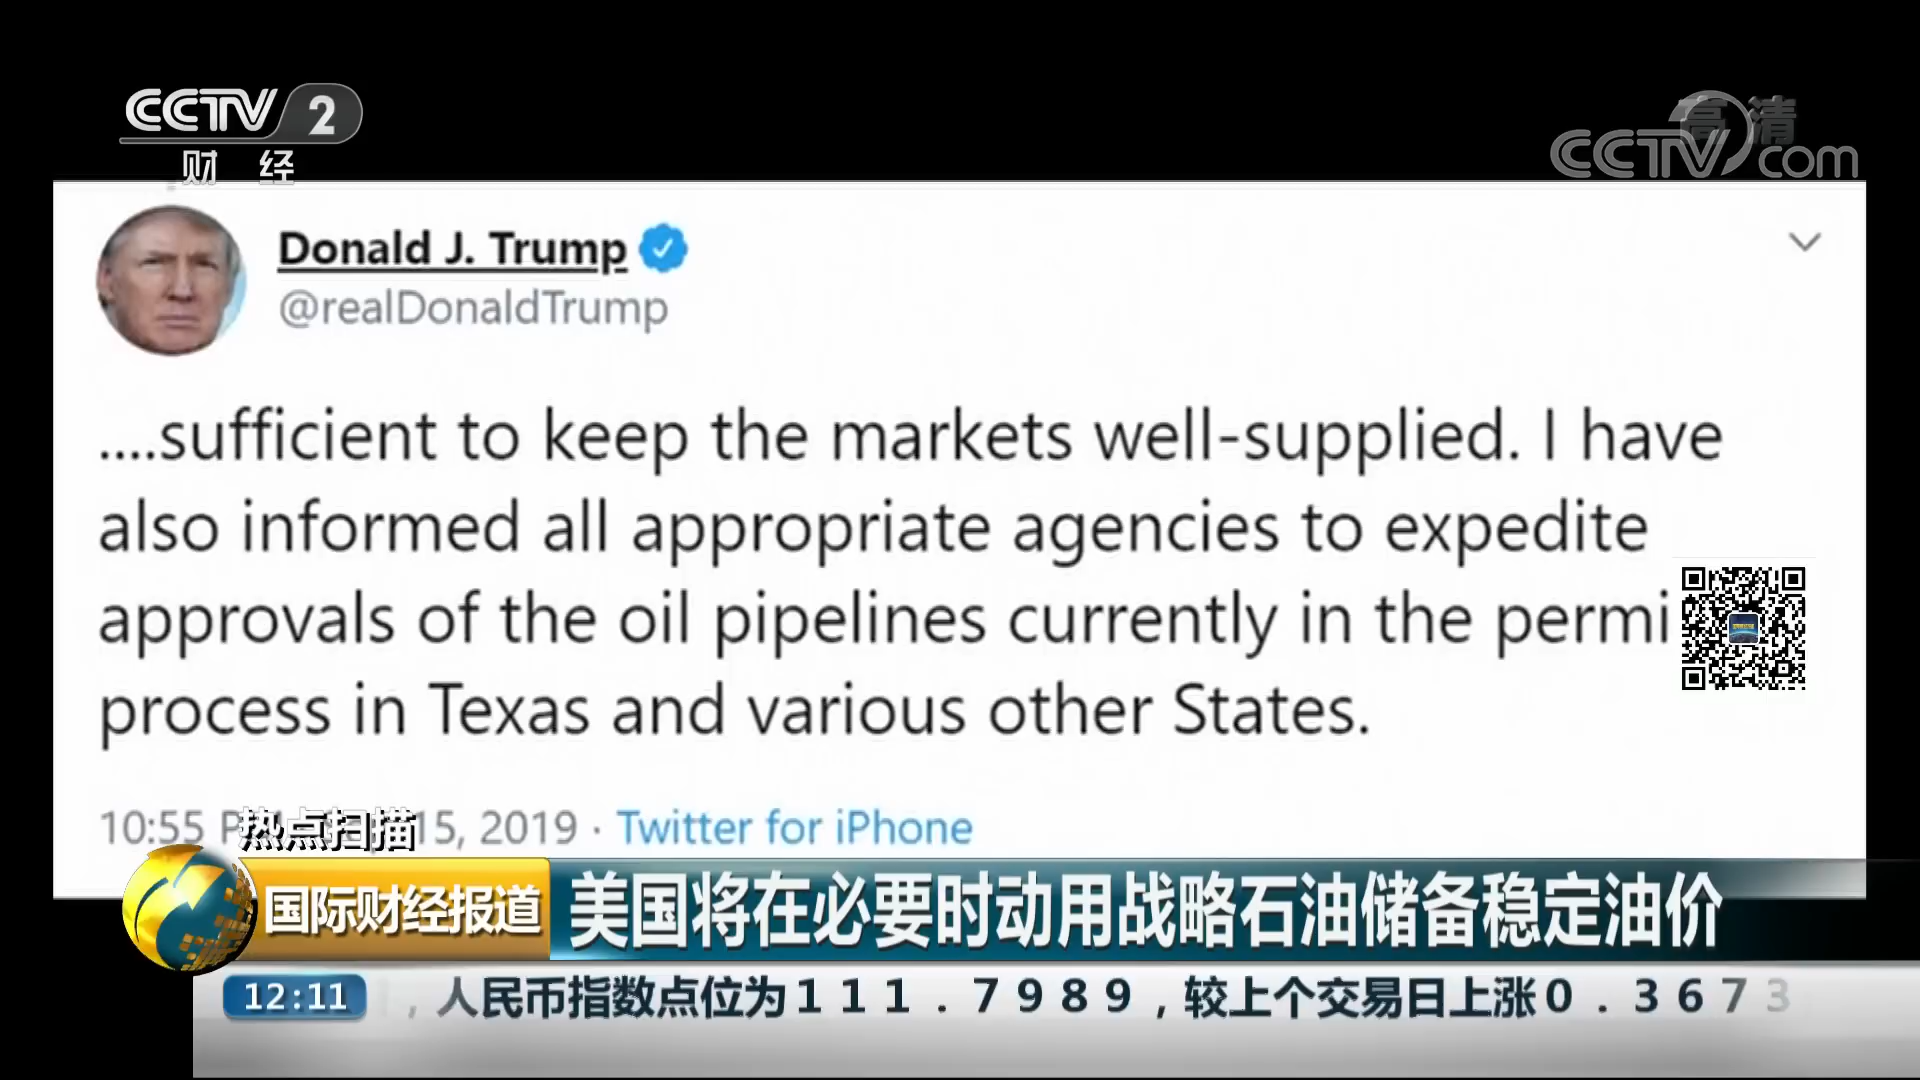 CCTV 2
财 经
高清
CCTV com
Donald J. Trump
@realDonaldTrump
....sufficient to keep the markets well-supplied. I have
also informed all appropriate agencies to expedite
approvals of the oil pipelines currently in the permi
process in Texas and various other States.
10:55 P 15, 2019 · Twitter for iPhone
热点扫描
国际财经报道
美国将在必要时动用战略石油储备稳定油价
12:11
,人民币指数点位为111.7989,较上个交易日上涨0.3673